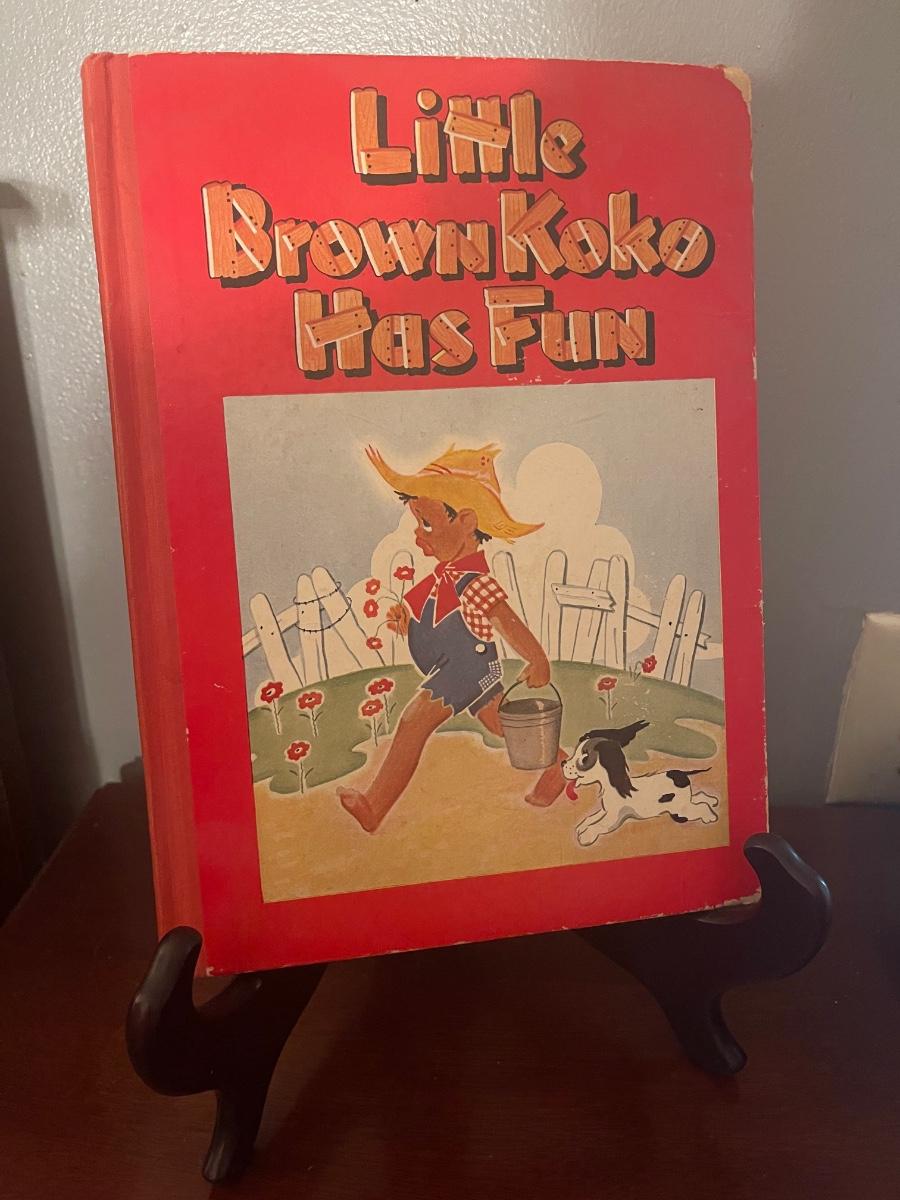 Little
Brown Koko
Has Fun